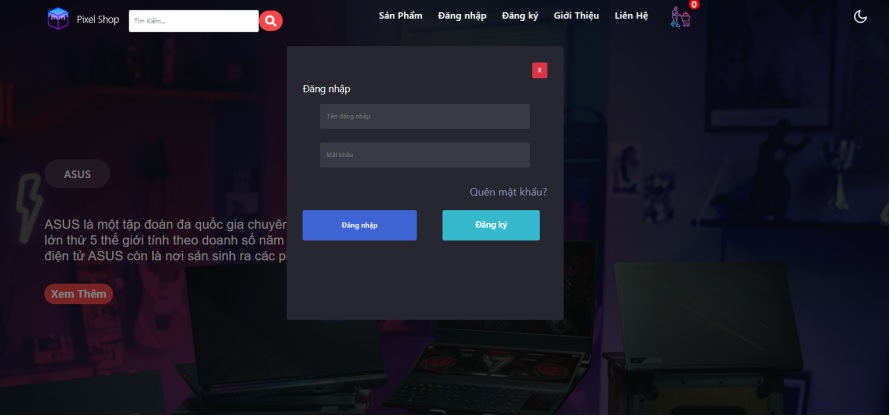 Pixel Shop
Tìm Kiếm...
Sản Phẩm Đăng nhập Đăng ký Giới Thiệu Liên Hệ
0
x
Đăng nhập
Tên đăng nhập
Mật khẩu
Quên mật khẩu?
Đăng nhập Đăng ký
ASUS
ASUS là một tập đoàn đa quốc gia chuyên
lớn thứ 5 thế giới tính theo doanh số năm
điện tử ASUS còn là nơi sản sinh ra các
Xem Thêm